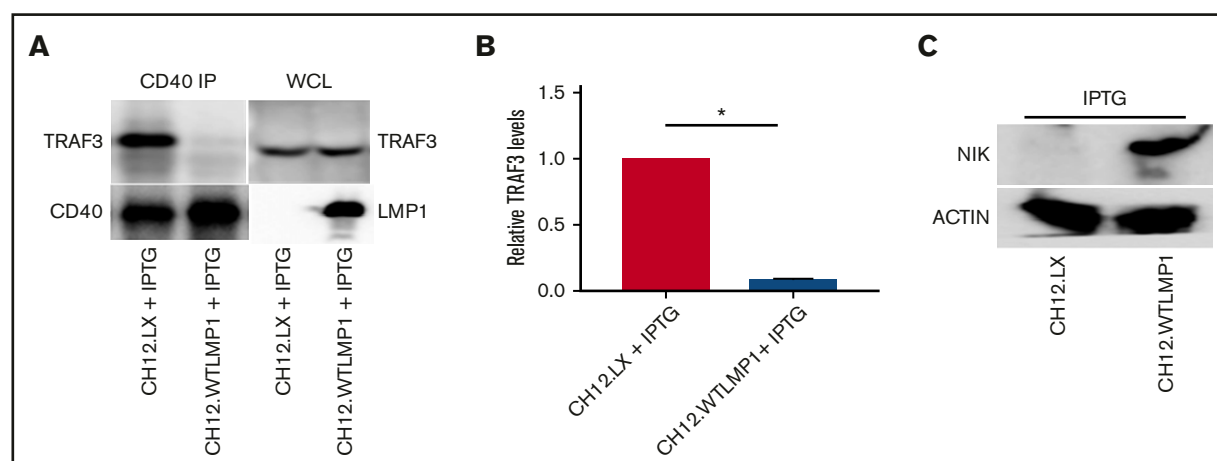 A
CD40 IP
WCL
TRAF3
TRAF3
CD40
LMP1
CH12.LX + IPTG
CH12.WTLMP1 + IPTG
CH12.LX + IPTG
CH12.WTLMP1 + IPTG
B
Relative TRAF3 levels
1.5
1.0
0.5
0.0
*
CH12.LX + IPTG
CH12.WTLMP1+ IPTG
C
IPTG
NIK
ACTIN
CH12.LX
CH12.WTLMP1